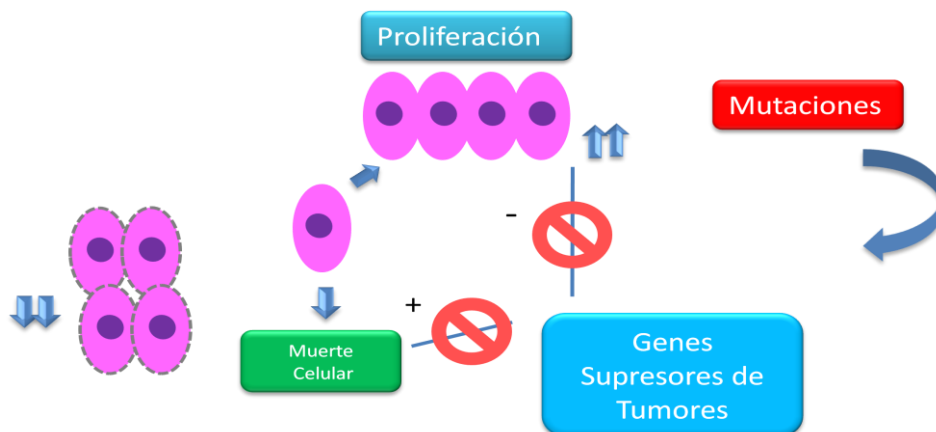 Proliferación
Mutaciones
-
+
Muerte
Celular
Genes
Supresores de
Tumores